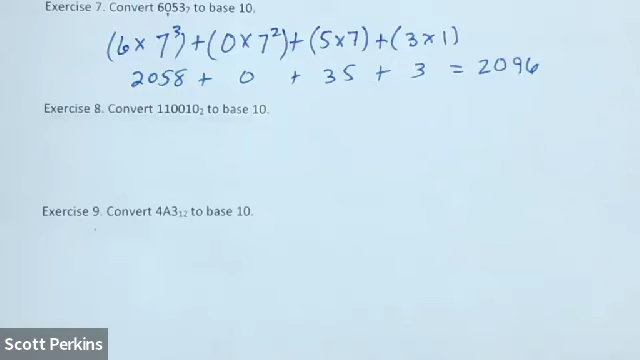 Exercise 7. Convert 6053₇ to base 10.
(6 × 7³) + (0 × 7²) + (5 × 7) + (3 × 1)
2058 + 0 + 35 + 3 = 2096
Exercise 8. Convert 110010₂ to base 10.
Exercise 9. Convert 4A3₁₂ to base 10.
Scott Perkins